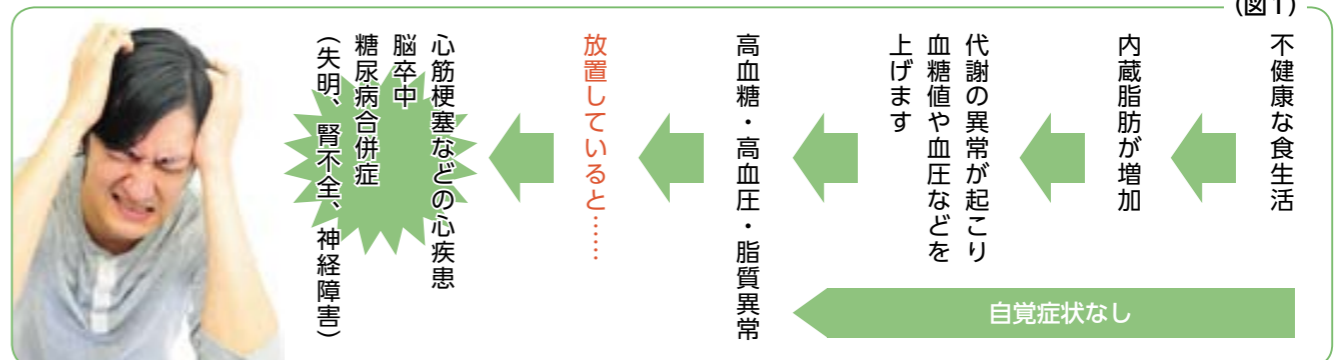 (図1)
不健康な食生活
内蔵脂肪が増加
代謝の異常が起こり
血糖値や血圧などを
上げます
高血糖・高血圧・脂質異常
自覚症状なし
放置していると……
心筋梗塞などの心疾患
脳卒中
糖尿病合併症
（失明、腎不全、神経障害）